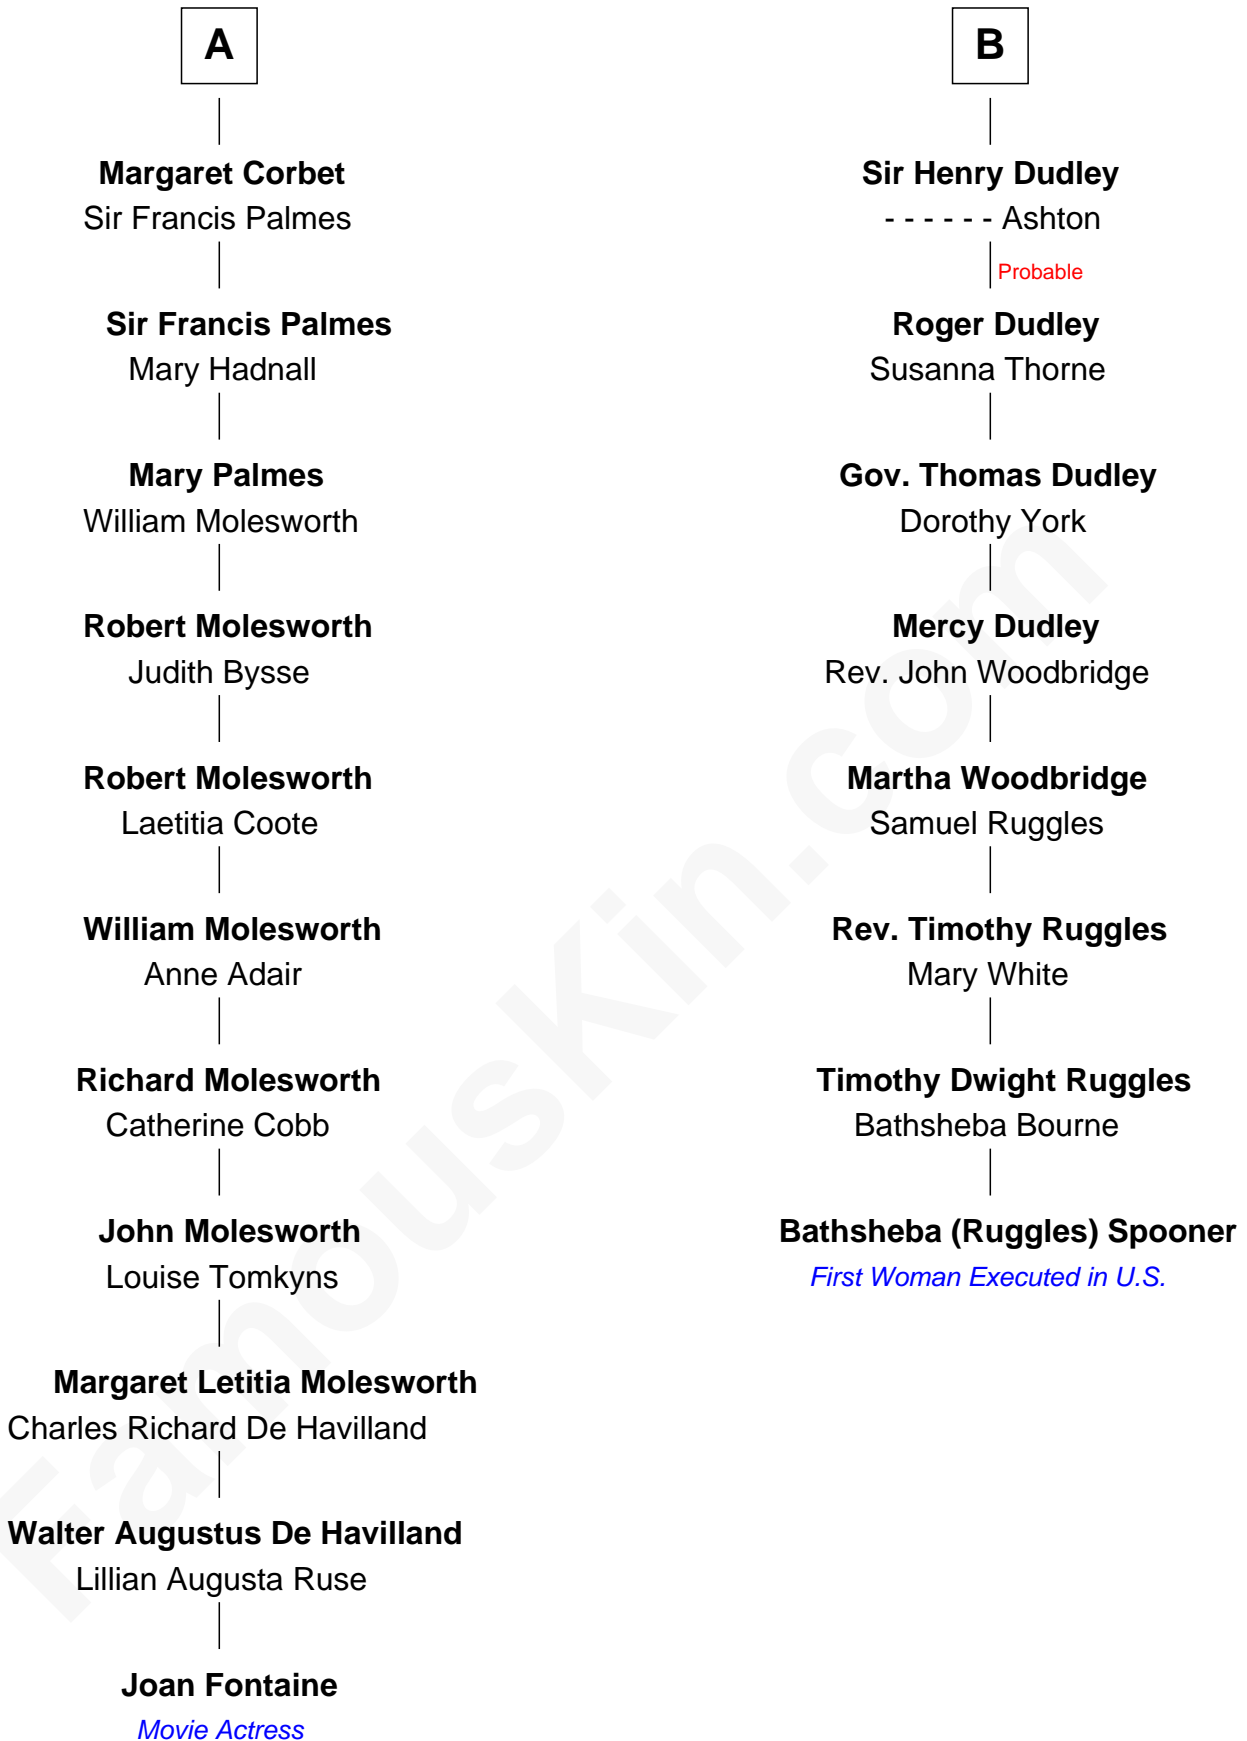 A
Margaret Corbet
Sir Francis Palmes
Sir Francis Palmes
Mary Hadnall
Mary Palmes
William Molesworth
Robert Molesworth
Judith Bysse
Robert Molesworth
Laetitia Coote
William Molesworth
Anne Adair
Richard Molesworth
Catherine Cobb
John Molesworth
Louise Tomkyns
Margaret Letitia Molesworth
Charles Richard De Havilland
Walter Augustus De Havilland
Lillian Augusta Ruse
Joan Fontaine
Movie Actress
B
Sir Henry Dudley
- - - - - - Ashton
Probable
Roger Dudley
Susanna Thorne
Gov. Thomas Dudley
Dorothy York
Mercy Dudley
Rev. John Woodbridge
Martha Woodbridge
Samuel Ruggles
Rev. Timothy Ruggles
Mary White
Timothy Dwight Ruggles
Bathsheba Bourne
Bathsheba (Ruggles) Spooner
First Woman Executed in U.S.
FamousKin.com